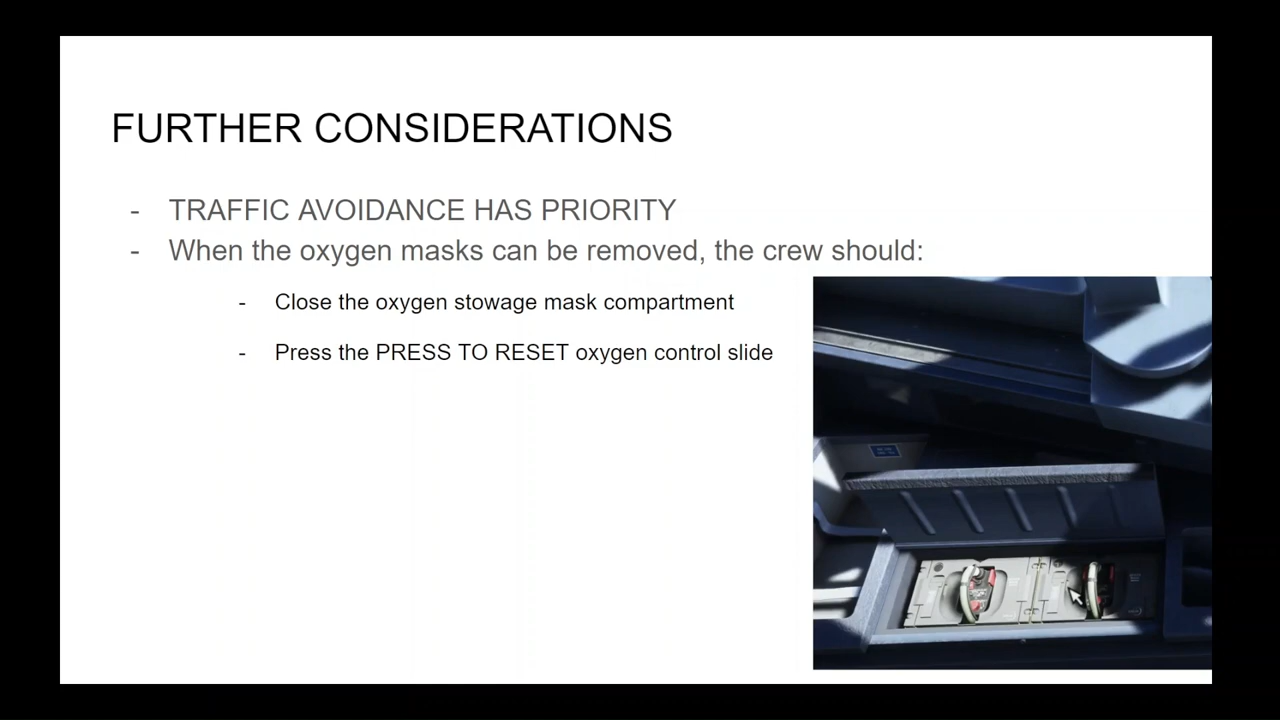 FURTHER CONSIDERATIONS
- TRAFFIC AVOIDANCE HAS PRIORITY
- When the oxygen masks can be removed, the crew should:
- Close the oxygen stowage mask compartment
- Press the PRESS TO RESET oxygen control slide